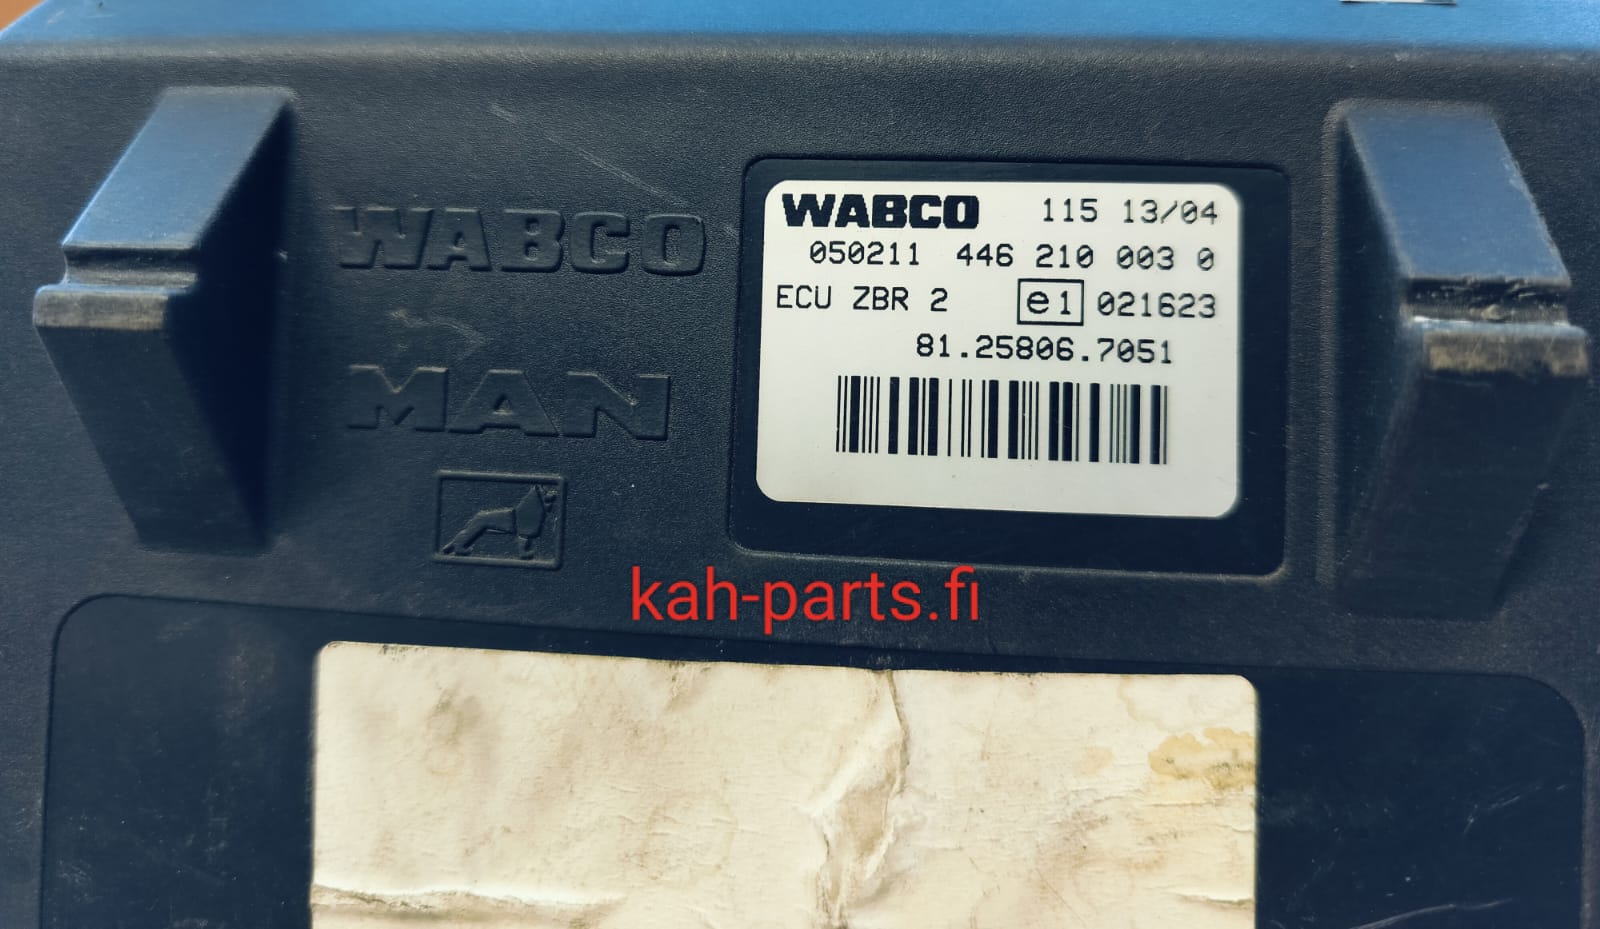 WABCO
MAN
WABCO 115 13/04
050211 446 210 003 0
ECU ZBR 2 e1 021623
81.25806.7051
kah-parts.fi